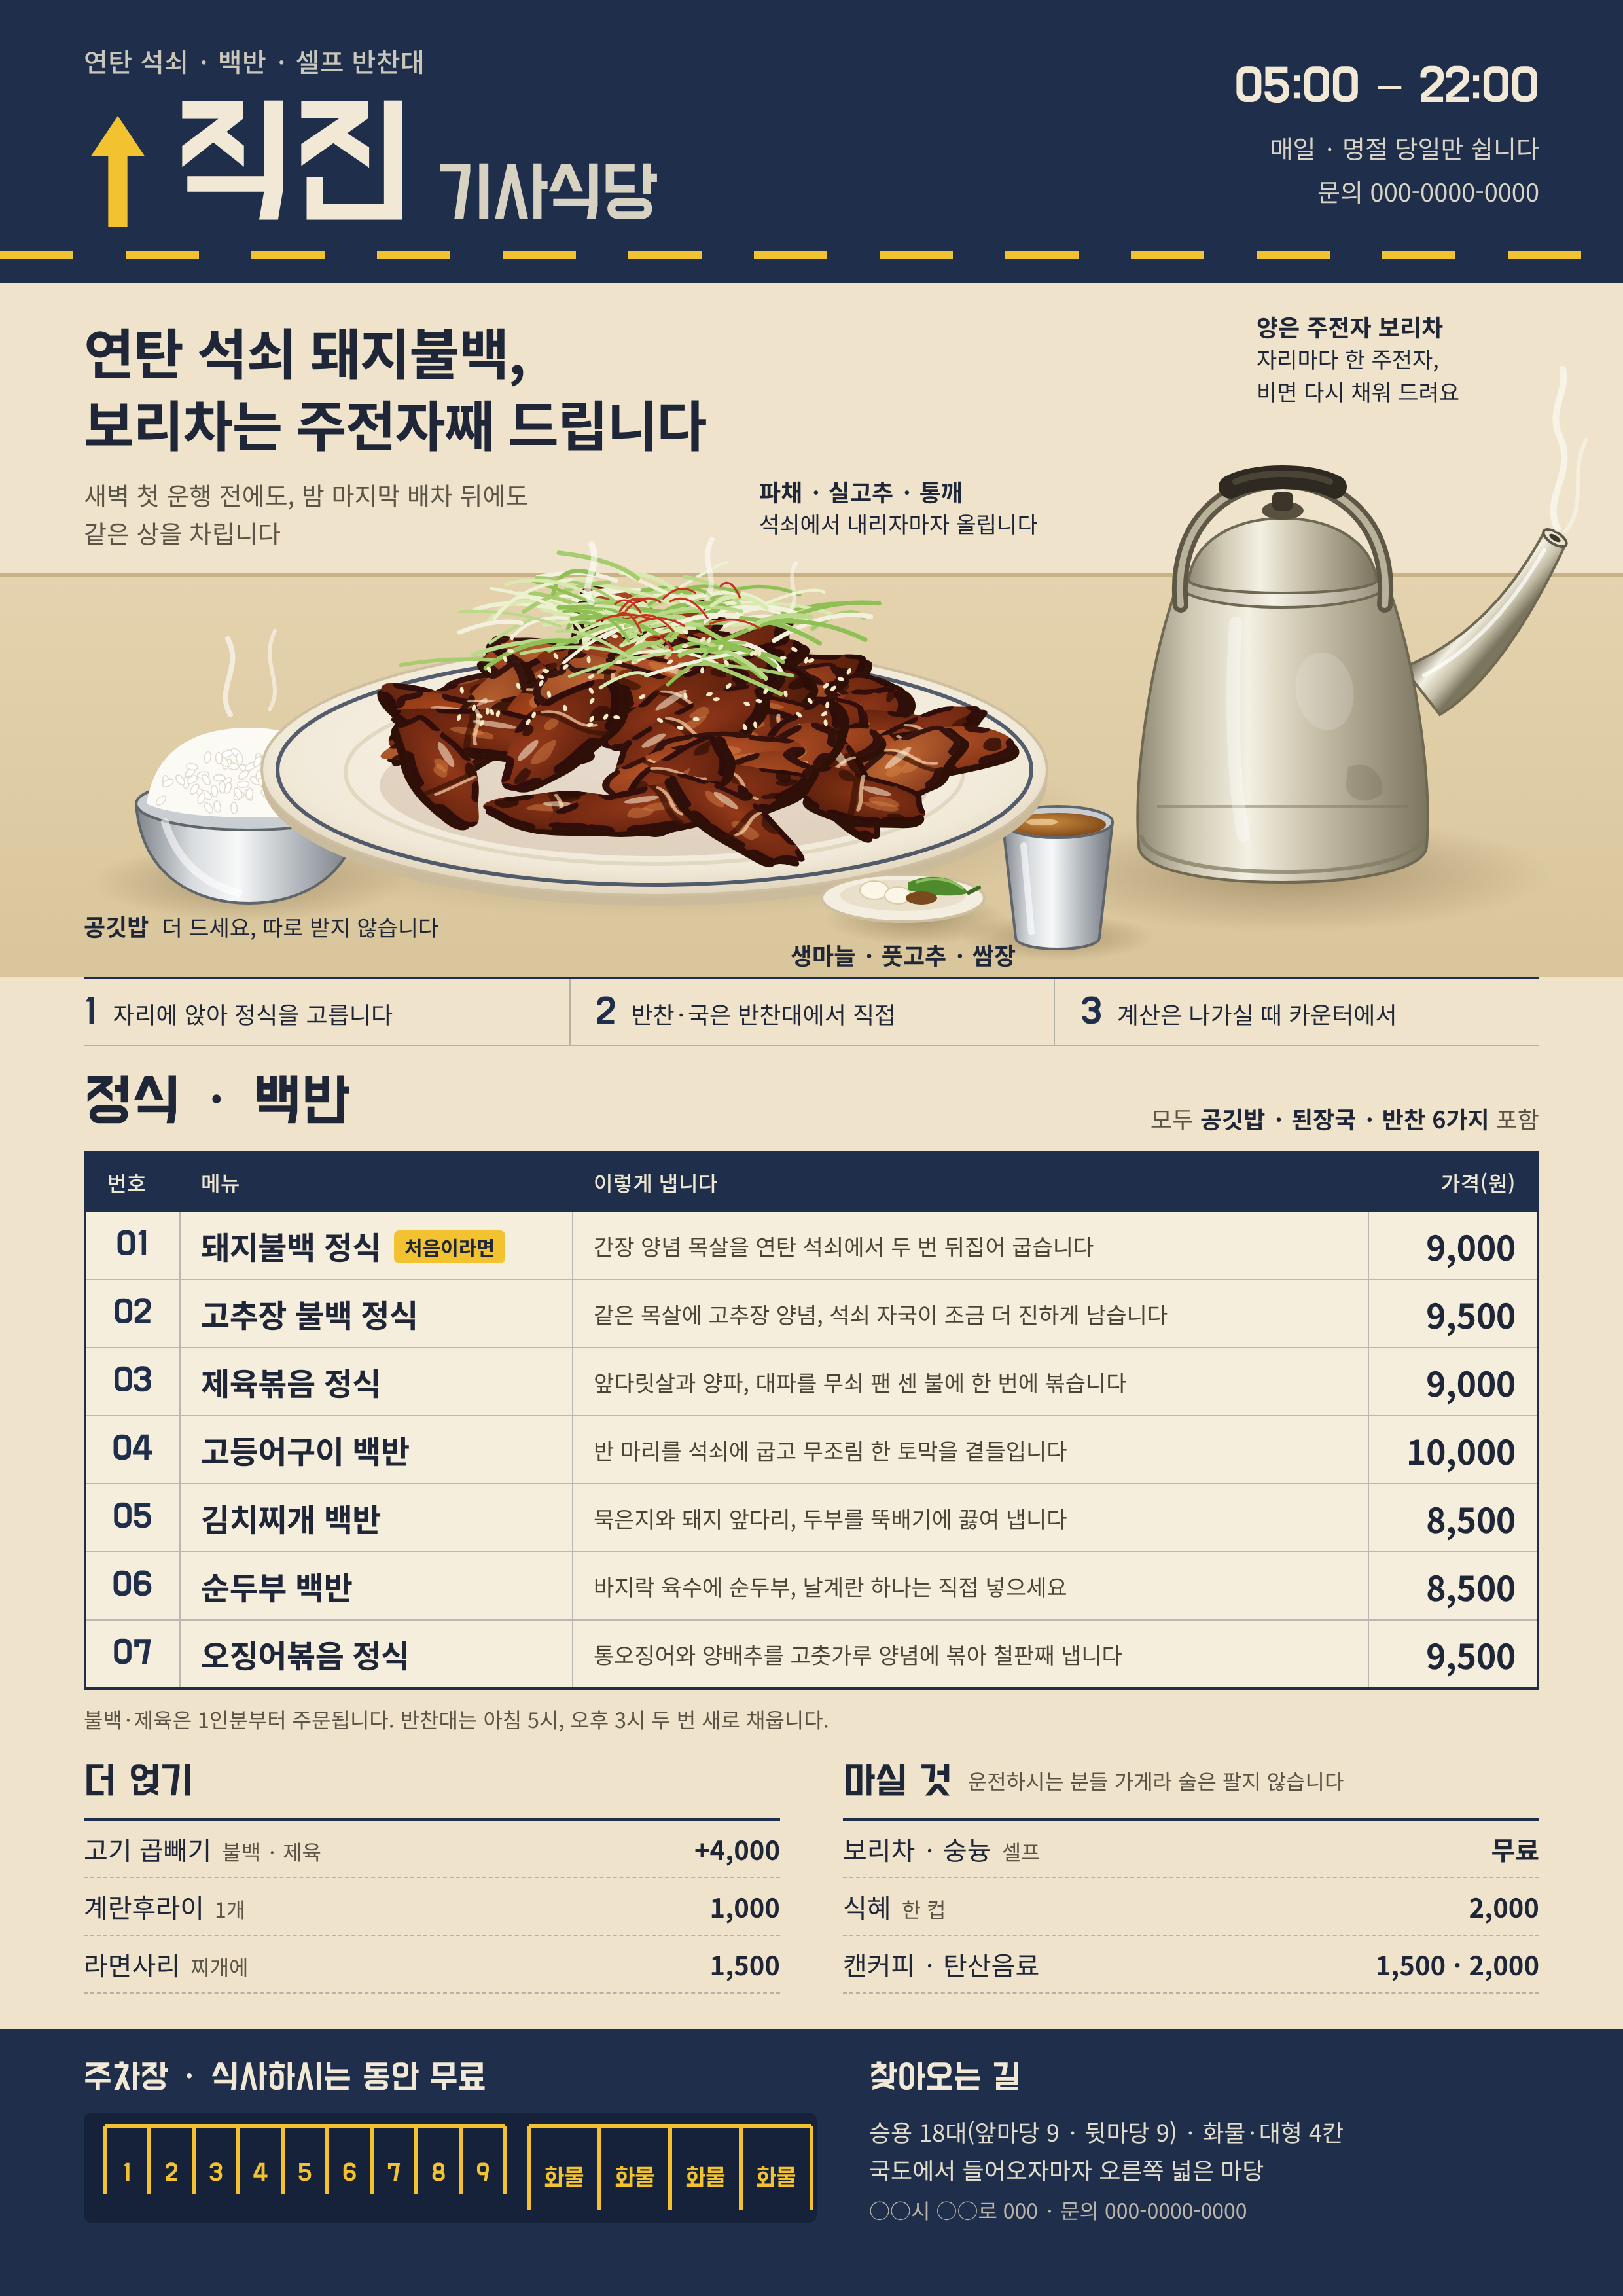 연탄 석쇠 · 백반 · 셀프 반찬대
직진 기사식당
05:00 – 22:00
매일 · 명절 당일만 쉽니다
문의 000-0000-0000
연탄 석쇠 돼지불백,
보리차는 주전자째 드립니다
새벽 첫 운행 전에도, 밤 마지막 배차 뒤에도
같은 상을 차립니다
양은 주전자 보리차
자리마다 한 주전자,
비면 다시 채워 드려요
파채 · 실고추 · 통깨
석쇠에서 내리자마자 올립니다
공깃밥 더 드세요, 따로 받지 않습니다
생마늘 · 풋고추 · 쌈장
1 자리에 앉아 정식을 고릅니다
2 반찬·국은 반찬대에서 직접
3 계산은 나가실 때 카운터에서
정식 · 백반
모두 공깃밥 · 된장국 · 반찬 6가지 포함
번호 메뉴 이렇게 냅니다 가격(원)
01 돼지불백 정식 처음이라면 간장 양념 목살을 연탄 석쇠에서 두 번 뒤집어 굽습니다 9,000
02 고추장 불백 정식 같은 목살에 고추장 양념, 석쇠 자국이 조금 더 진하게 남습니다 9,500
03 제육볶음 정식 앞다릿살과 양파, 대파를 무쇠 팬 센 불에 한 번에 볶습니다 9,000
04 고등어구이 백반 반 마리를 석쇠에 굽고 무조림 한 토막을 곁들입니다 10,000
05 김치찌개 백반 묵은지와 돼지 앞다리, 두부를 뚝배기에 끓여 냅니다 8,500
06 순두부 백반 바지락 육수에 순두부, 날계란 하나는 직접 넣으세요 8,500
07 오징어볶음 정식 통오징어와 양배추를 고춧가루 양념에 볶아 철판째 냅니다 9,500
불백·제육은 1인분부터 주문됩니다. 반찬대는 아침 5시, 오후 3시 두 번 새로 채웁니다.
더 얹기
고기 곱빼기 불백 · 제육 +4,000
계란후라이 1개 1,000
라면사리 찌개에 1,500
마실 것 운전하시는 분들 가게라 술은 팔지 않습니다
보리차 · 숭늉 셀프 무료
식혜 한 컵 2,000
캔커피 · 탄산음료 1,500 · 2,000
주차장 · 식사하시는 동안 무료
1 2 3 4 5 6 7 8 9 화물 화물 화물 화물
찾아오는 길
승용 18대(앞마당 9 · 뒷마당 9) · 화물·대형 4칸
국도에서 들어오자마자 오른쪽 넓은 마당
○○시 ○○로 000 · 문의 000-0000-0000